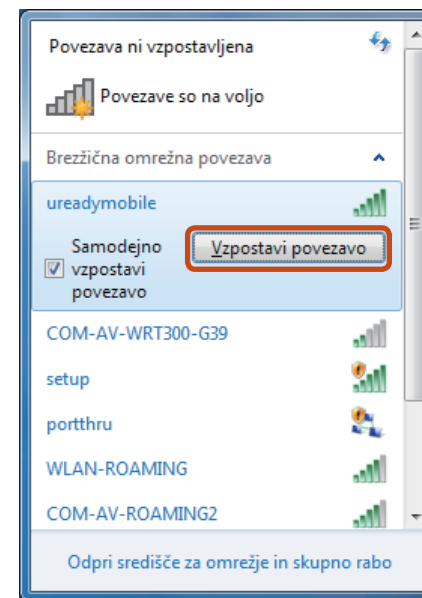 Povezava ni vzpostavljena
Povezave so na voljo
Brezžična omrežna povezava
ureadymobile
Samodejno
vzpostavi
povezavo
Vzpostavi povezavo
COM-AV-WRT300-G39
setup
portthru
WLAN-ROAMING
COM-AV-ROAMING2
Odpri središče za omrežje in skupno rabo